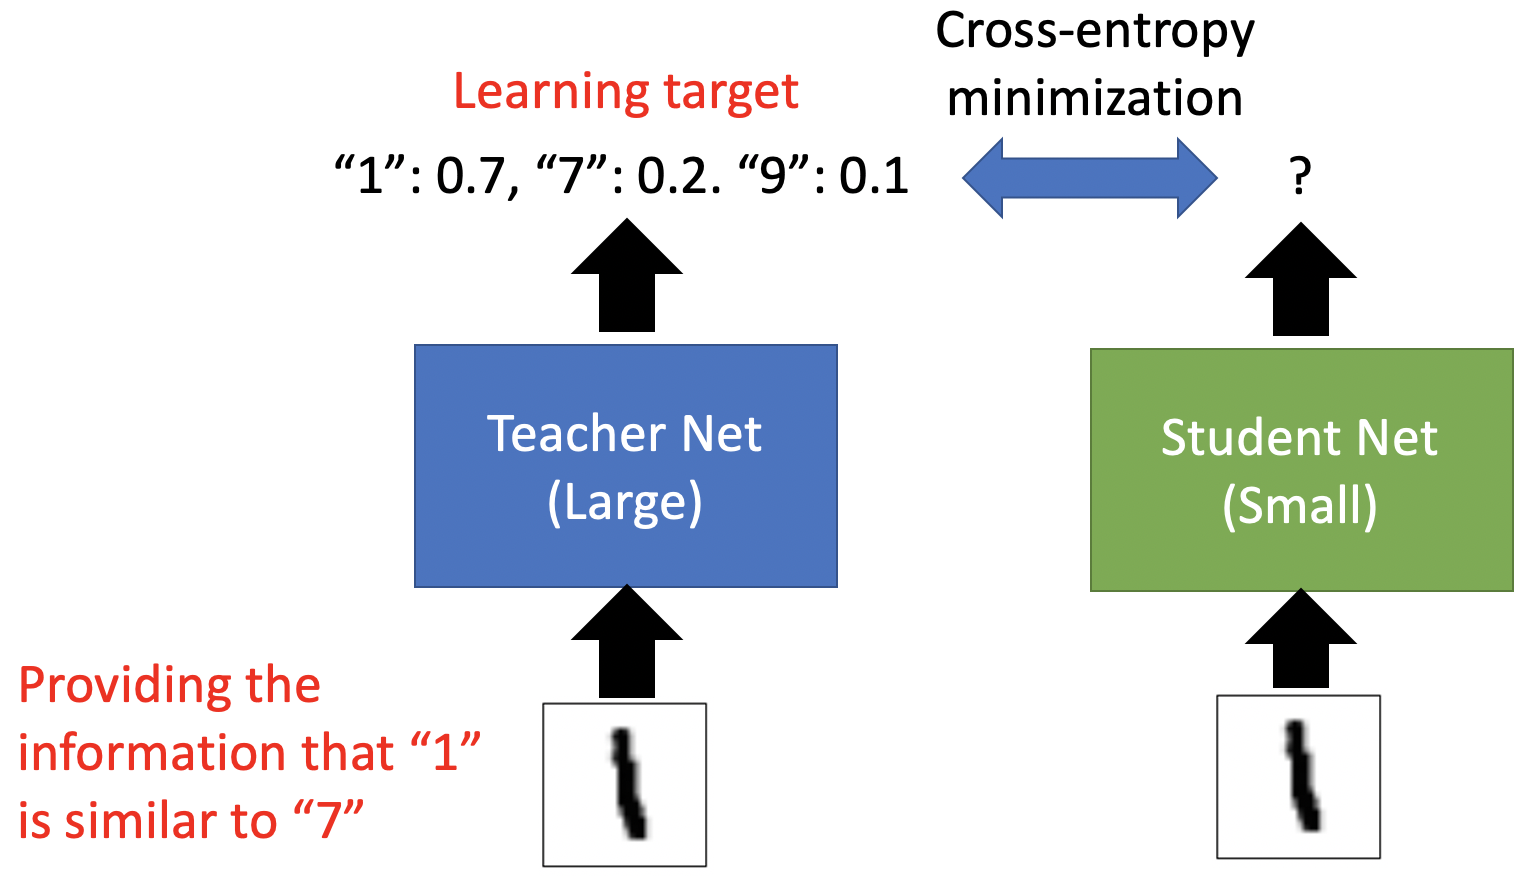 Cross-entropy
minimization
Learning target
“1”: 0.7, “7”: 0.2. “9”: 0.1
?
Teacher Net
(Large)
Student Net
(Small)
Providing the
information that “1”
is similar to “7”